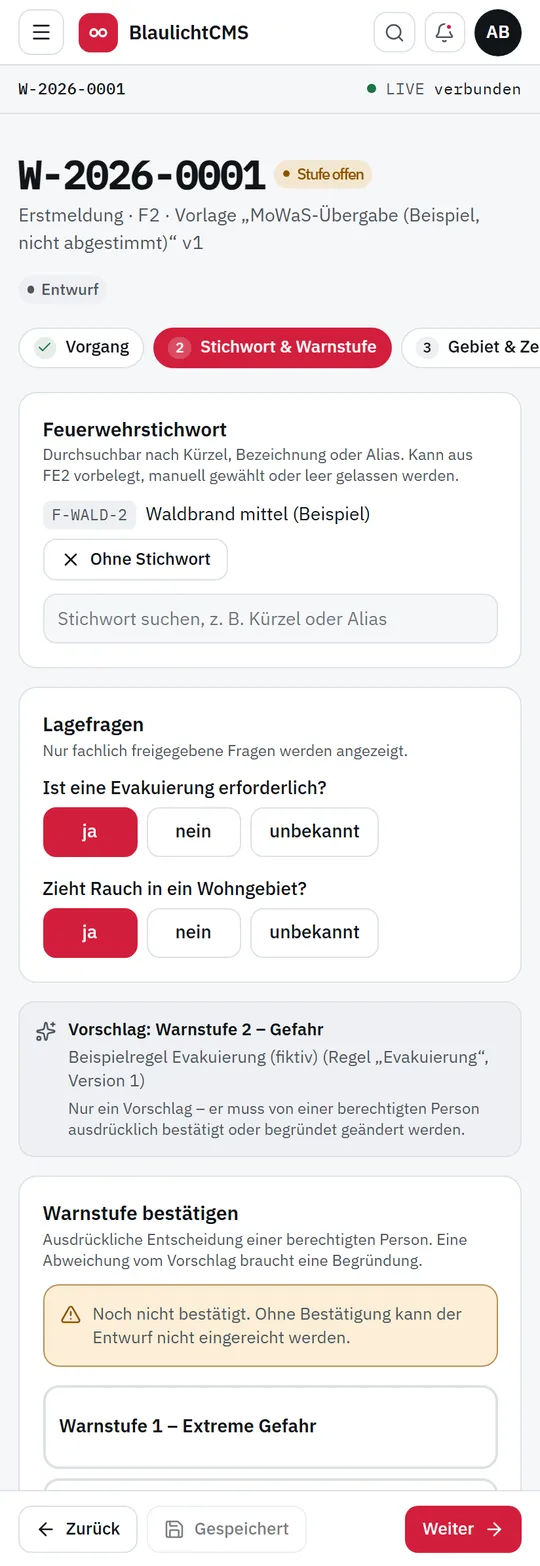 BlaulichtCMS
AB
W-2026-0001
LIVE verbunden
W-2026-0001
Stufe offen
Erstmeldung · F2 · Vorlage „MoWaS-Übergabe (Beispiel,
nicht abgestimmt)“ v1
Entwurf
Vorgang
2 Stichwort & Warnstufe
3 Gebiet & Ze
Feuerwehrstichwort
Durchsuchbar nach Kürzel, Bezeichnung oder Alias. Kann aus
FE2 vorbelegt, manuell gewählt oder leer gelassen werden.
F-WALD-2 Waldbrand mittel (Beispiel)
Ohne Stichwort
Stichwort suchen, z. B. Kürzel oder Alias
Lagefragen
Nur fachlich freigegebene Fragen werden angezeigt.
Ist eine Evakuierung erforderlich?
ja nein unbekannt
Zieht Rauch in ein Wohngebiet?
ja nein unbekannt
Vorschlag: Warnstufe 2 – Gefahr
Beispielregel Evakuierung (fiktiv) (Regel „Evakuierung“,
Version 1)
Nur ein Vorschlag – er muss von einer berechtigten Person
ausdrücklich bestätigt oder begründet geändert werden.
Warnstufe bestätigen
Ausdrückliche Entscheidung einer berechtigten Person. Eine
Abweichung vom Vorschlag braucht eine Begründung.
Noch nicht bestätigt. Ohne Bestätigung kann der
Entwurf nicht eingereicht werden.
Warnstufe 1 – Extreme Gefahr
Zurück
Gespeichert
Weiter